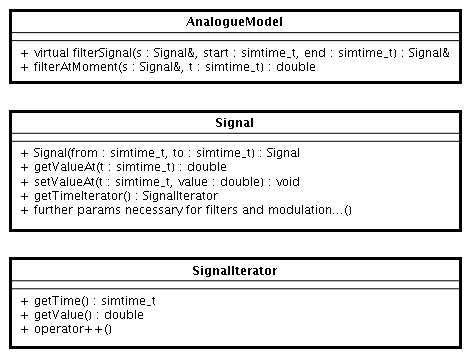 AnalogueModel
+ virtual filterSignal(s : Signal&, start : simtime_t, end : simtime_t) : Signal&
+ filterAtMoment(s : Signal&, t : simtime_t) : double
Signal
+ Signal(from : simtime_t, to : simtime_t) : Signal
+ getValueAt(t : simtime_t) : double
+ setValueAt(t : simtime_t, value : double) : void
+ getTimeIterator() : SignalIterator
+ further params necessary for filters and modulation...()
SignalIterator
+ getTime() : simtime_t
+ getValue() : double
+ operator++()